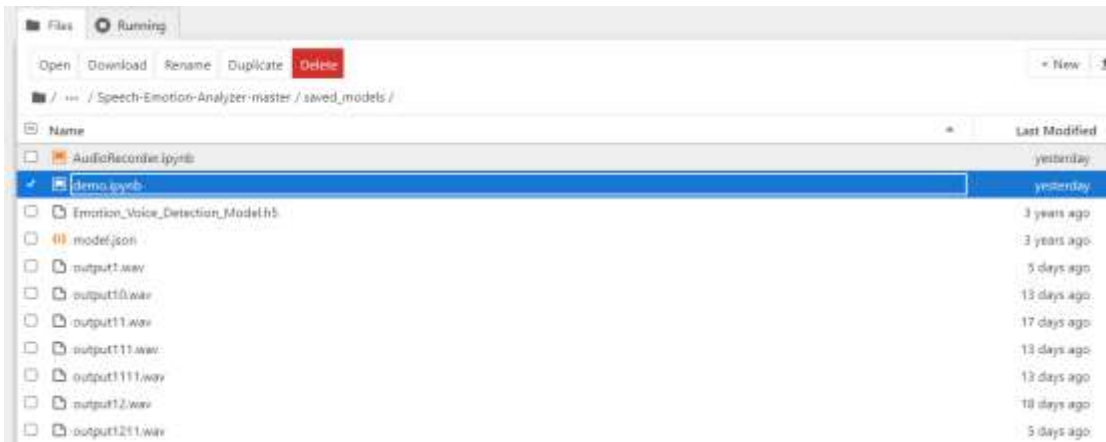 Files Running
Open Download Rename Duplicate Delete + New
/ ··· / Speech-Emotion-Analyzer-master / saved_models /
Name Last Modified
AudioRecorder.ipynb yesterday
demo.ipynb yesterday
Emotion_Voice_Detection_Model.h5 3 years ago
model.json 3 years ago
output1.wav 5 days ago
output10.wav 13 days ago
output11.wav 17 days ago
output111.wav 13 days ago
output1111.wav 13 days ago
output12.wav 18 days ago
output1211.wav 5 days ago